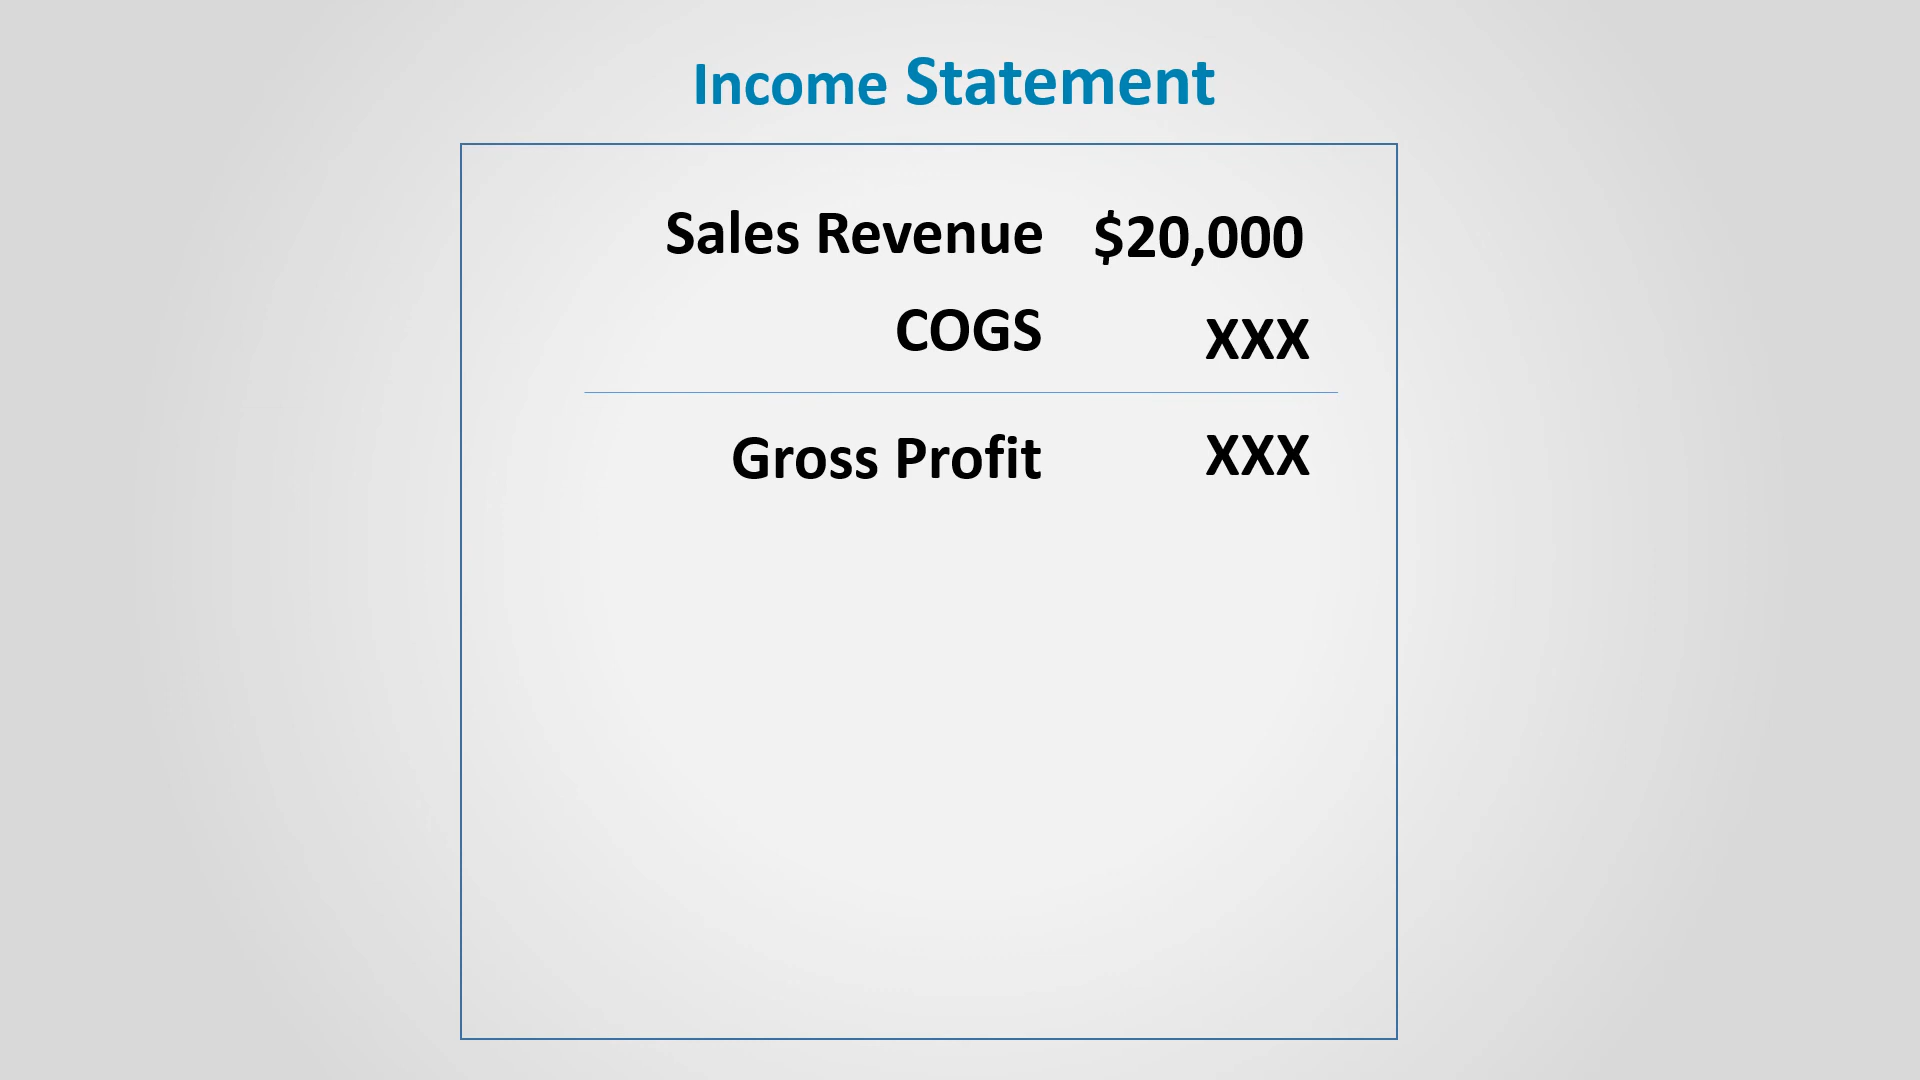 Income Statement
Sales Revenue $20,000
COGS XXX
Gross Profit XXX